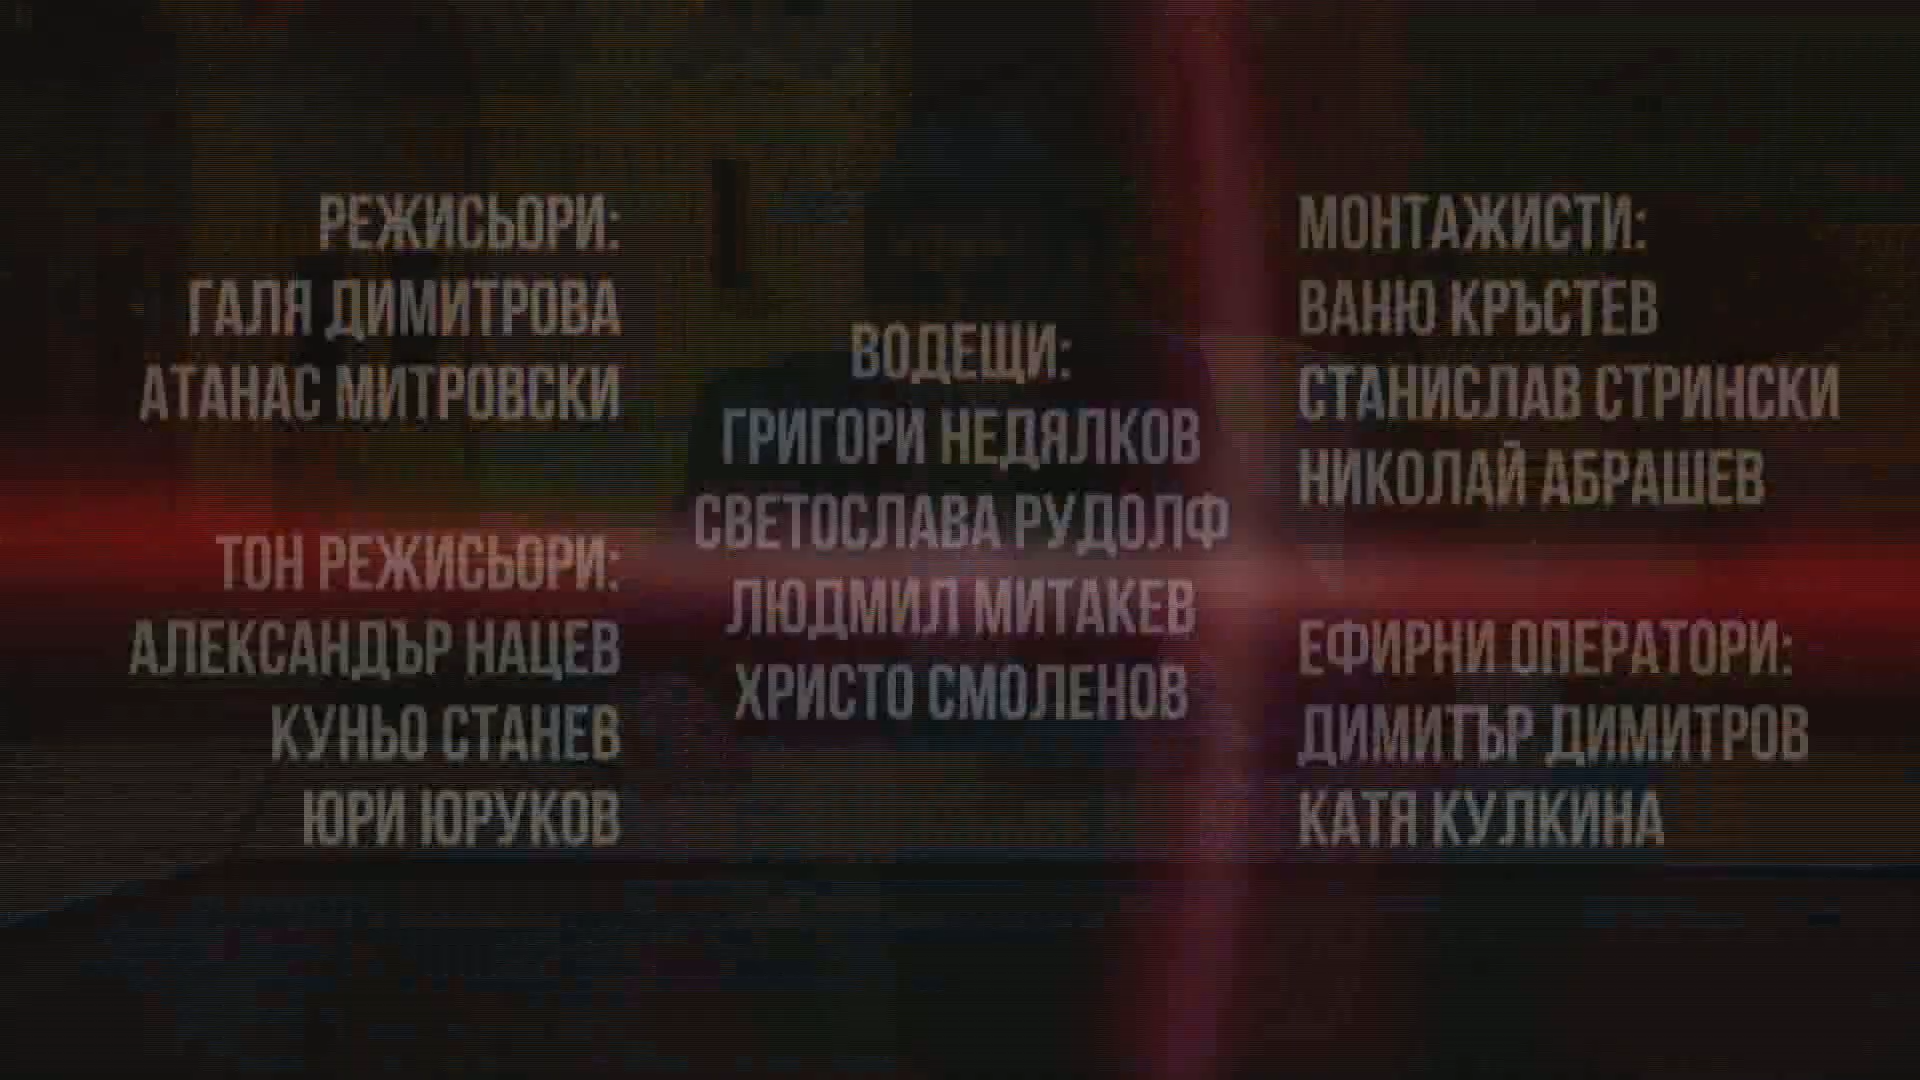 РЕЖИСЬОРИ:
ГАЛЯ ДИМИТРОВА
АТАНАС МИТРОВСКИ
ТОН РЕЖИСЬОРИ:
АЛЕКСАНДЪР НАЦЕВ
КУНЬО СТАНЕВ
ЮРИ ЮРУКОВ
ВОДЕЩИ:
ГРИГОРИ НЕДЯЛКОВ
СВЕТОСЛАВА РУДОЛФ
ЛЮДМИЛ МИТАКЕВ
ХРИСТО СМОЛЕНОВ
МОНТАЖИСТИ:
ВАНЮ КРЪСТЕВ
СТАНИСЛАВ СТРИНСКИ
НИКОЛАЙ АБРАШЕВ
ЕФИРНИ ОПЕРАТОРИ:
ДИМИТЪР ДИМИТРОВ
КАТЯ КУЛКИНА